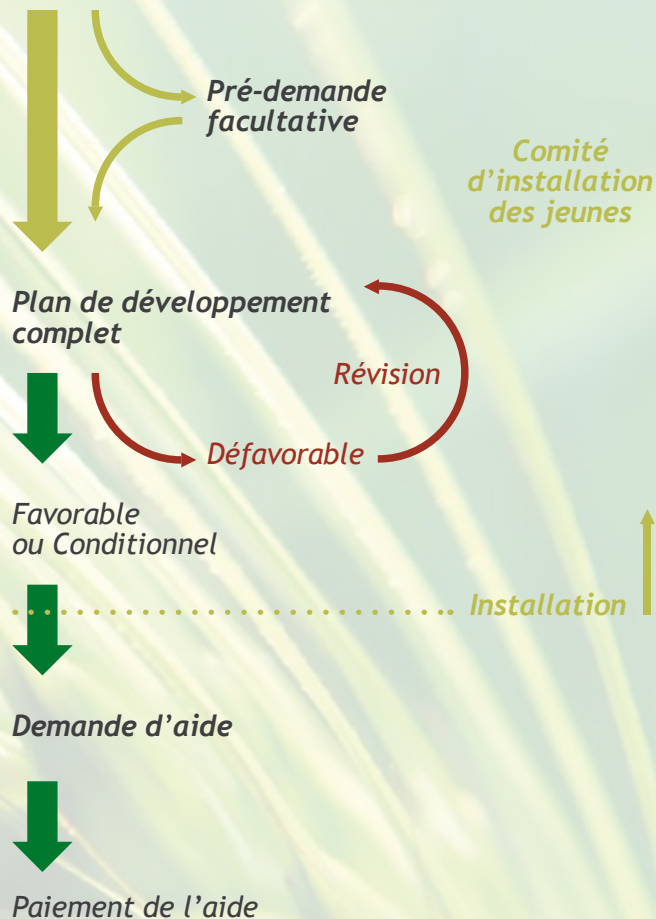 Pré-demande
facultative
Comité
d'installation
des jeunes
Plan de développement
complet
Révision
Défavorable
Favorable
ou Conditionnel
Installation
Demande d'aide
Paiement de l'aide